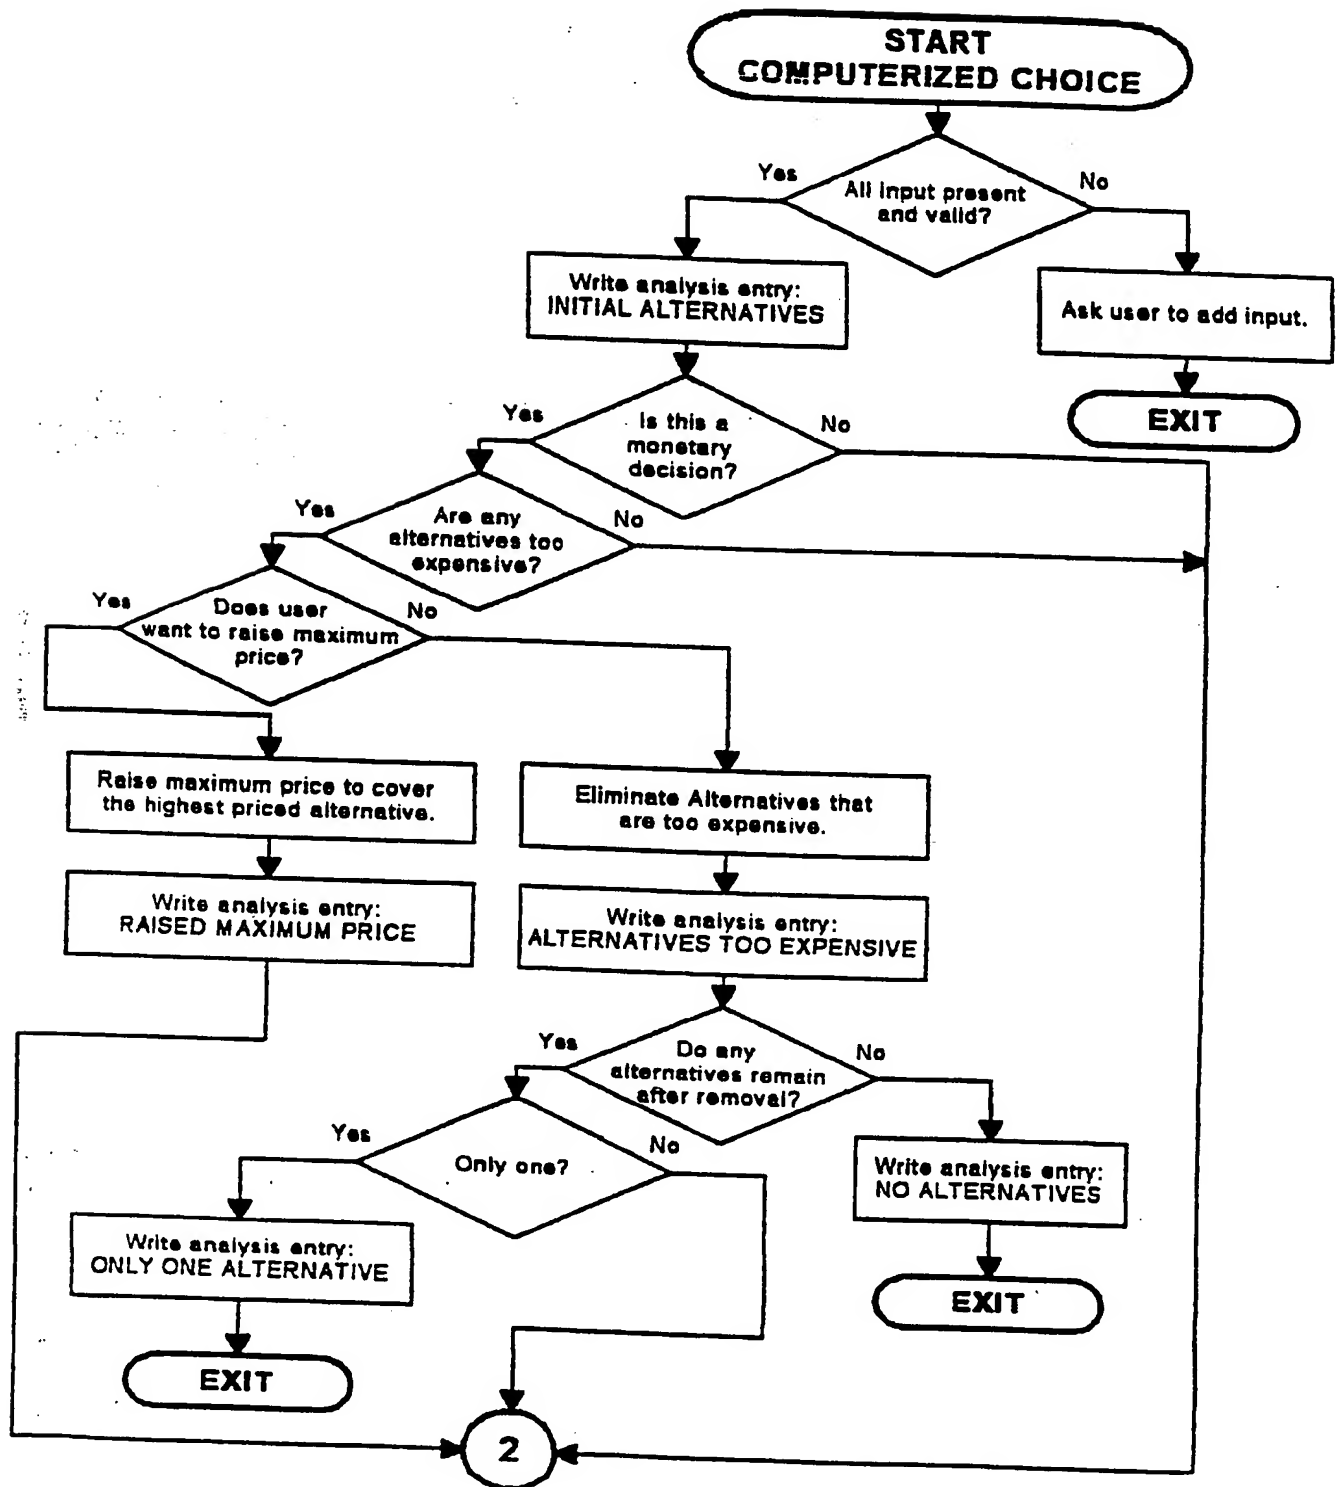 START
COMPUTERIZED CHOICE
Yes
All input present
and valid?
No
Write analysis entry:
INITIAL ALTERNATIVES
Ask user to add input.
EXIT
Yes
Is this a
monetary
decision?
No
Yes
Are any
alternatives too
expensive?
No
Yes
Does user
want to raise maximum
price?
No
Raise maximum price to cover
the highest priced alternative.
Eliminate Alternatives that
are too expensive.
Write analysis entry:
RAISED MAXIMUM PRICE
Write analysis entry:
ALTERNATIVES TOO EXPENSIVE
Yes
Do any
alternatives remain
after removal?
No
Yes
Only one?
No
Write analysis entry:
NO ALTERNATIVES
Write analysis entry:
ONLY ONE ALTERNATIVE
EXIT
EXIT
2